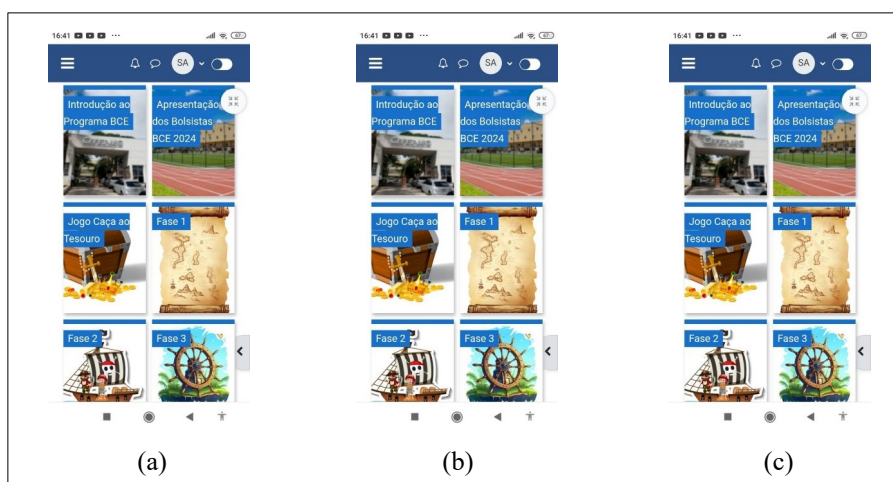 16:41 ... 67
SA
Introdução ao
Programa BCE
Apresentação
dos Bolsistas
BCE 2024
Jogo Caça ao
Tesouro
Fase 1
Fase 2
Fase 3
(a)
16:41 ... 67
SA
Introdução ao
Programa BCE
Apresentação
dos Bolsistas
BCE 2024
Jogo Caça ao
Tesouro
Fase 1
Fase 2
Fase 3
(b)
16:41 ... 67
SA
Introdução ao
Programa BCE
Apresentação
dos Bolsistas
BCE 2024
Jogo Caça ao
Tesouro
Fase 1
Fase 2
Fase 3
(c)